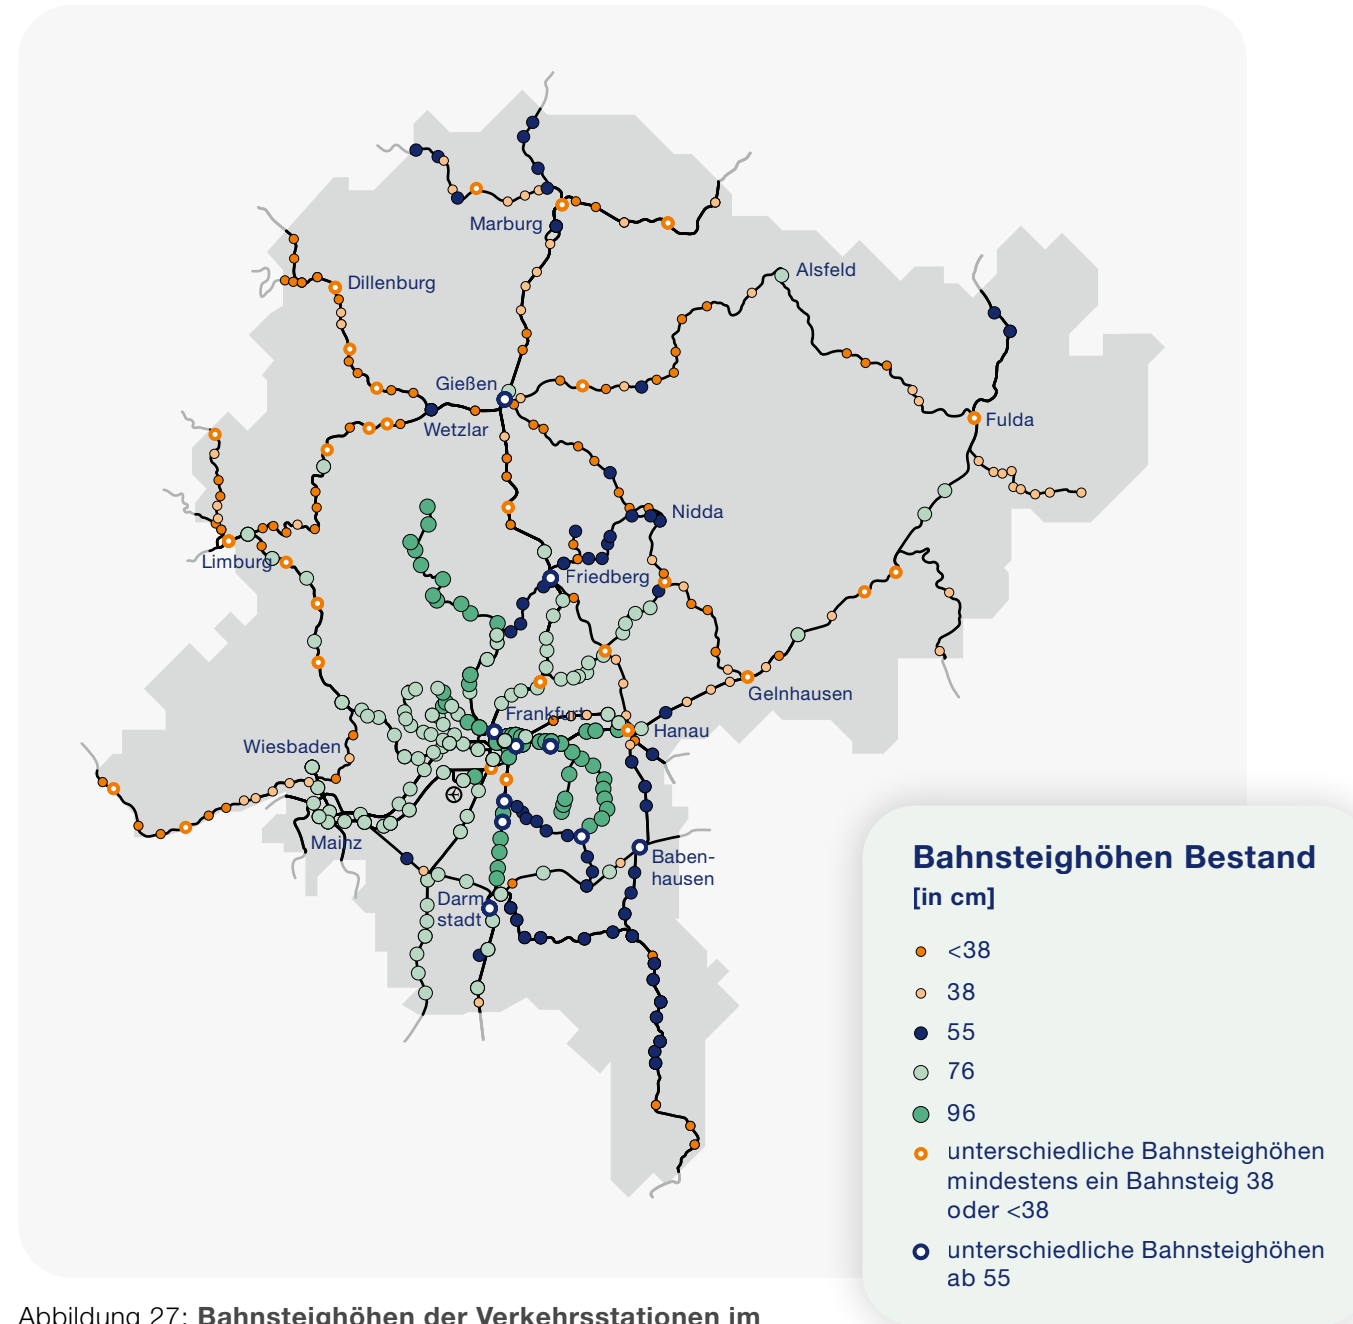 Marburg
Alsfeld
Dillenburg
Gießen
Wetzlar
Fulda
Nidda
Limburg
Friedberg
Gelnhausen
Frankfurt
Hanau
Wiesbaden
Mainz
Baben-
hausen
Darm
stadt
Bahnsteighöhen Bestand
[in cm]
<38
38
55
76
96
unterschiedliche Bahnsteighöhen
mindestens ein Bahnsteig 38
oder <38
unterschiedliche Bahnsteighöhen
ab 55
Abbildung 27: Bahnsteighöhen der Verkehrsstationen im